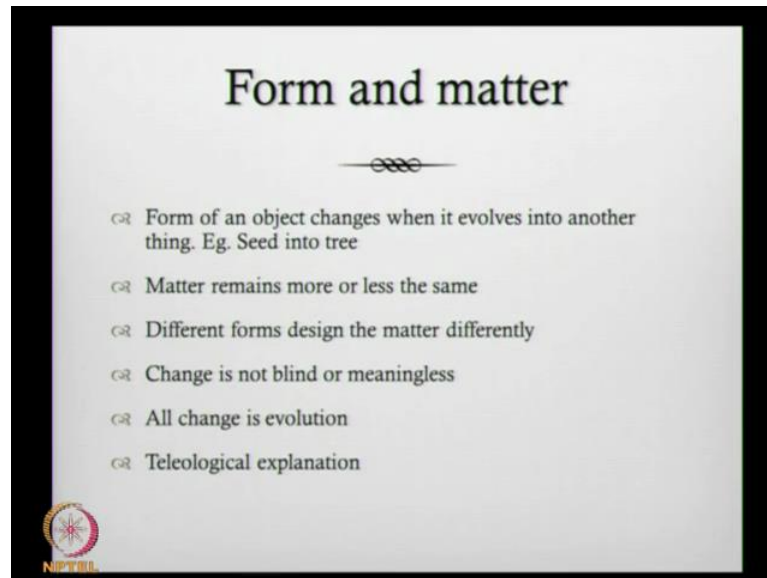 Form and matter
Form of an object changes when it evolves into another
thing. Eg. Seed into tree
Matter remains more or less the same
Different forms design the matter differently
Change is not blind or meaningless
All change is evolution
Teleological explanation
NPTEL